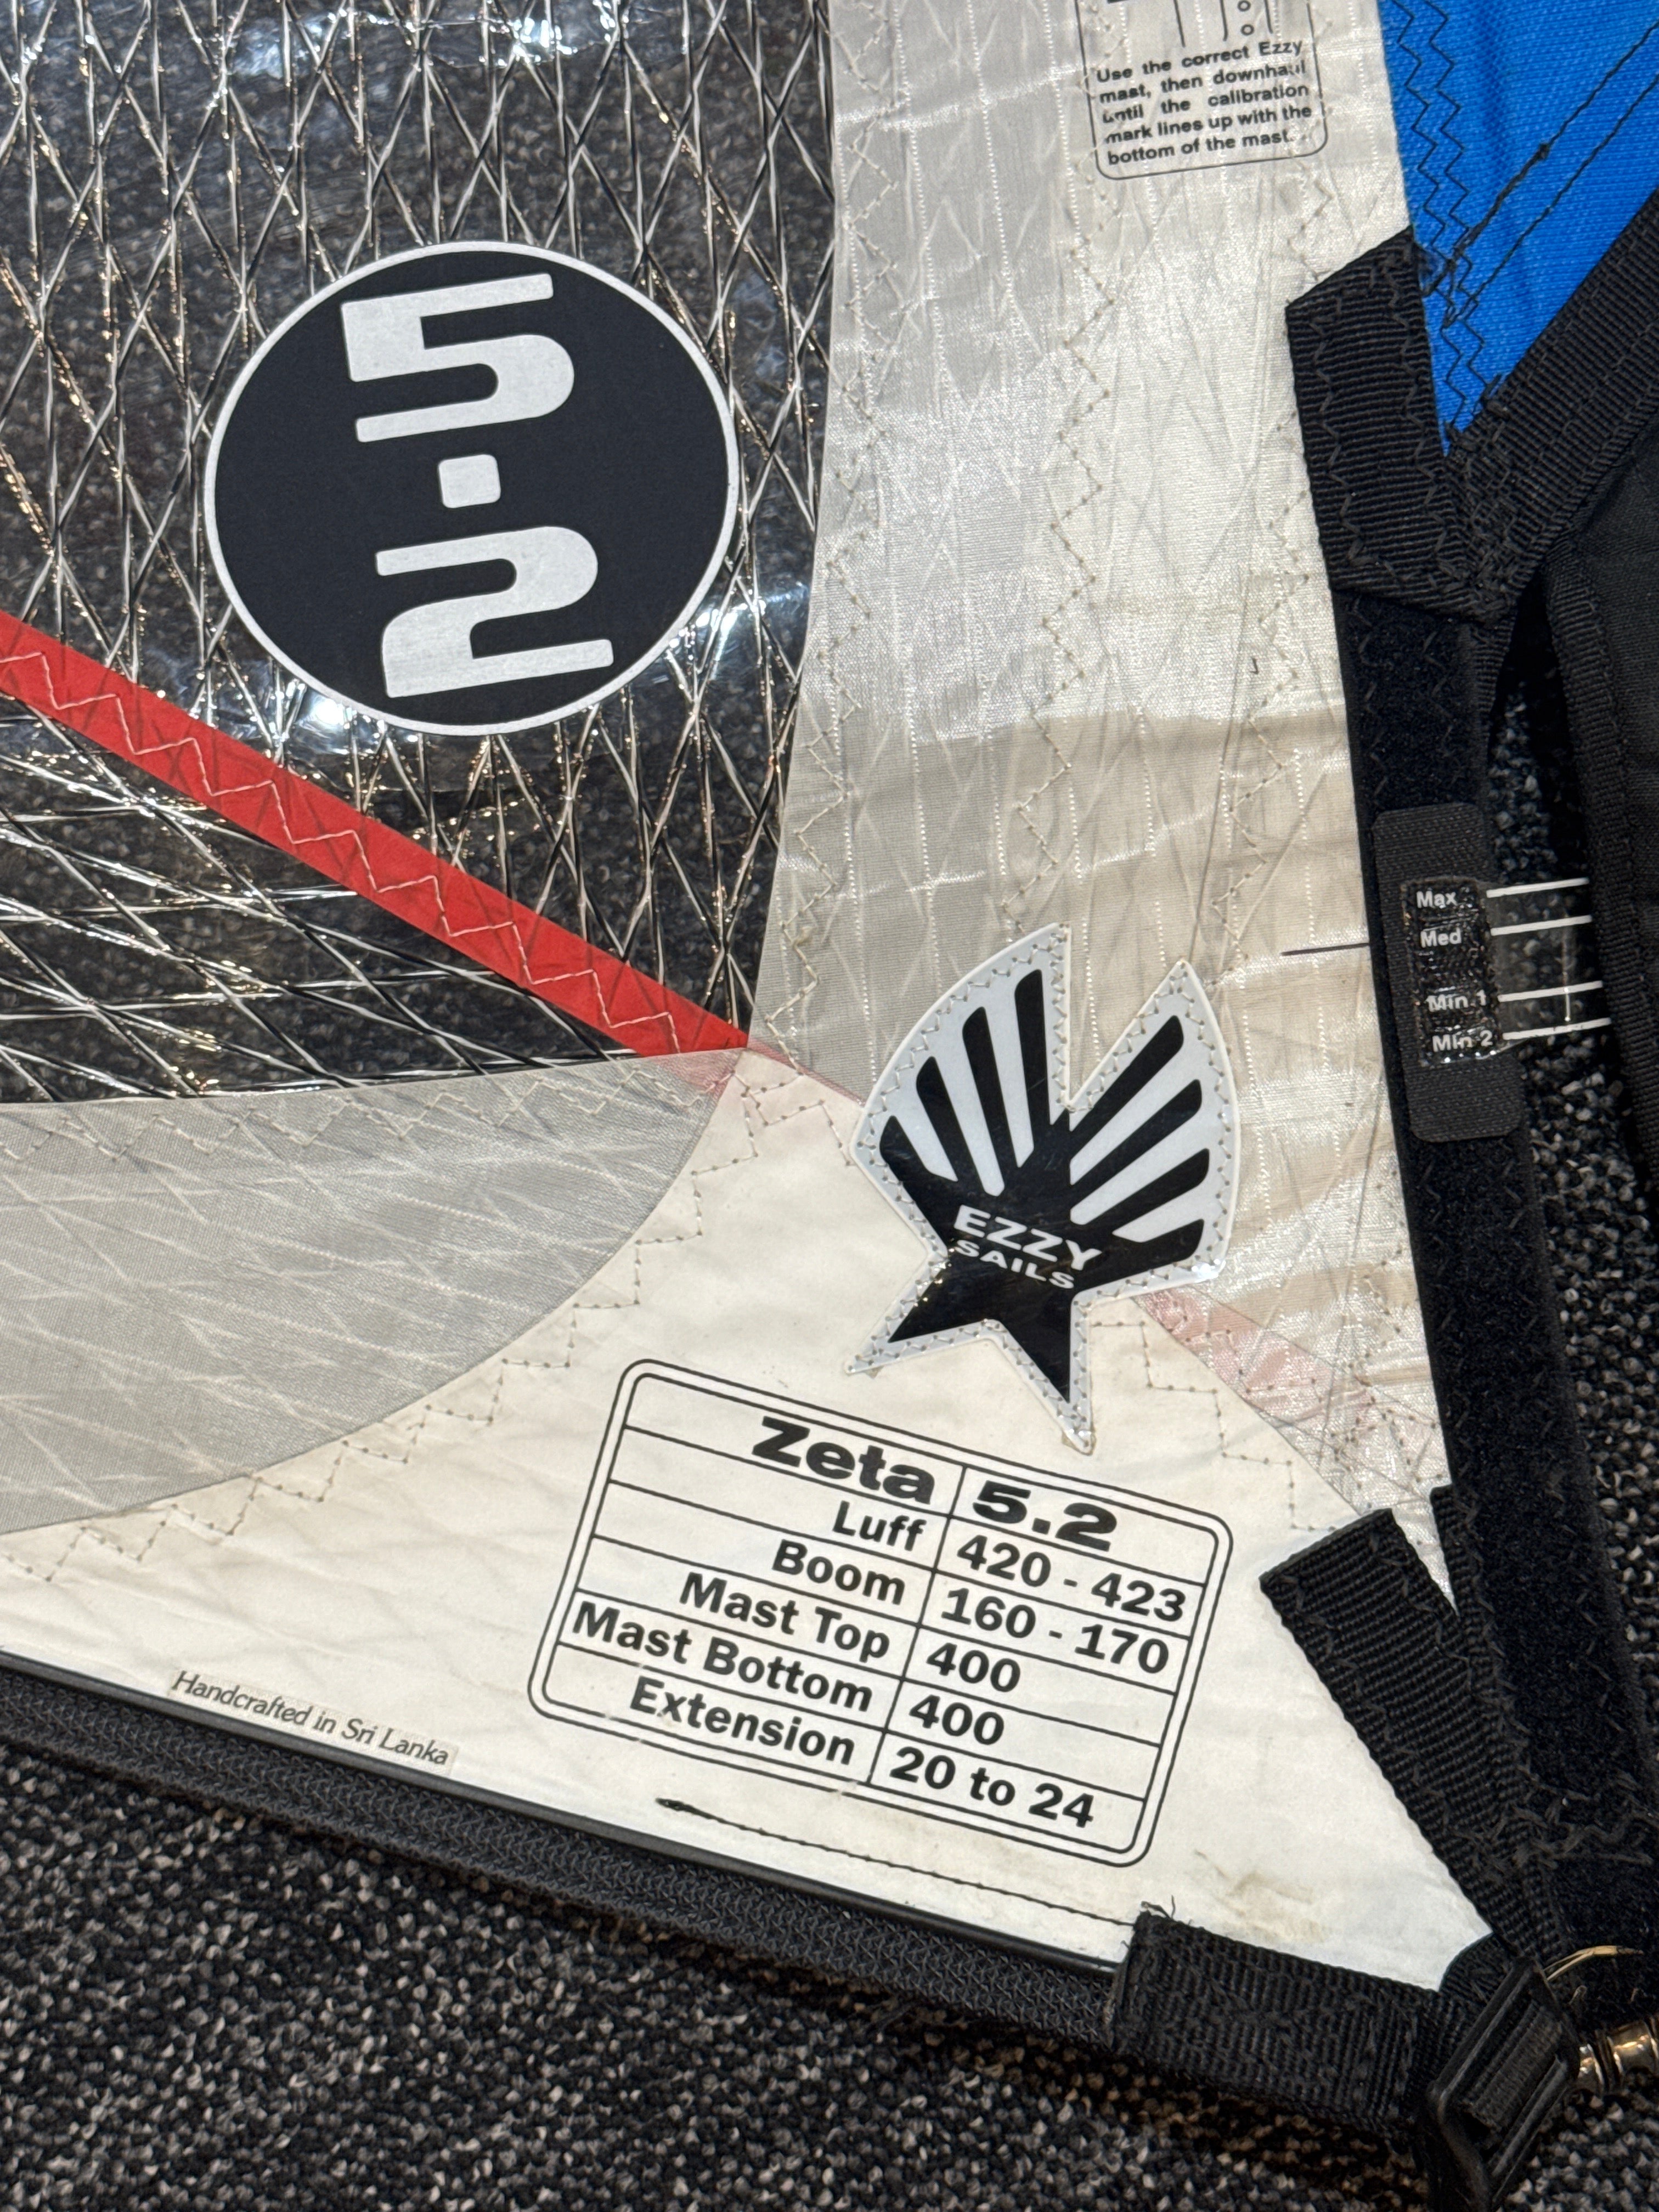 Use the correct Ezzy
mast, then downhaul
until the calibration
mark lines up with the
bottom of the mast.
5.2
Max
Med
Min 1
Min 2
EZZY
SAILS
Zeta 5.2
Luff 420 - 423
Boom 160 - 170
Mast Top 400
Mast Bottom 400
Extension 20 to 24
Handcrafted in Sri Lanka